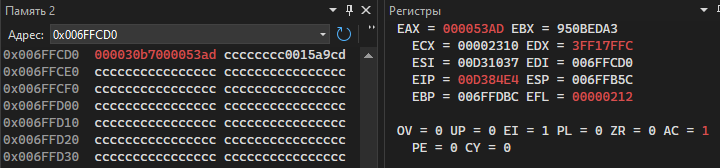 Память 2
Адрес: 0x006FFCD0
0x006FFCD0 000030b7000053ad cccccccc0015a9cd
0x006FFCE0 cccccccccccccccc cccccccccccccccc
0x006FFCF0 cccccccccccccccc cccccccccccccccc
0x006FFD00 cccccccccccccccc cccccccccccccccc
0x006FFD10 cccccccccccccccc cccccccccccccccc
0x006FFD20 cccccccccccccccc cccccccccccccccc
0x006FFD30 cccccccccccccccc cccccccccccccccc
Регистры
EAX = 000053AD EBX = 950BEDA3
ECX = 00002310 EDX = 3FF17FFC
ESI = 00D31037 EDI = 006FFCD0
EIP = 00D384E4 ESP = 006FFB5C
EBP = 006FFDBC EFL = 00000212
OV = 0 UP = 0 EI = 1 PL = 0 ZR = 0 AC = 1
PE = 0 CY = 0